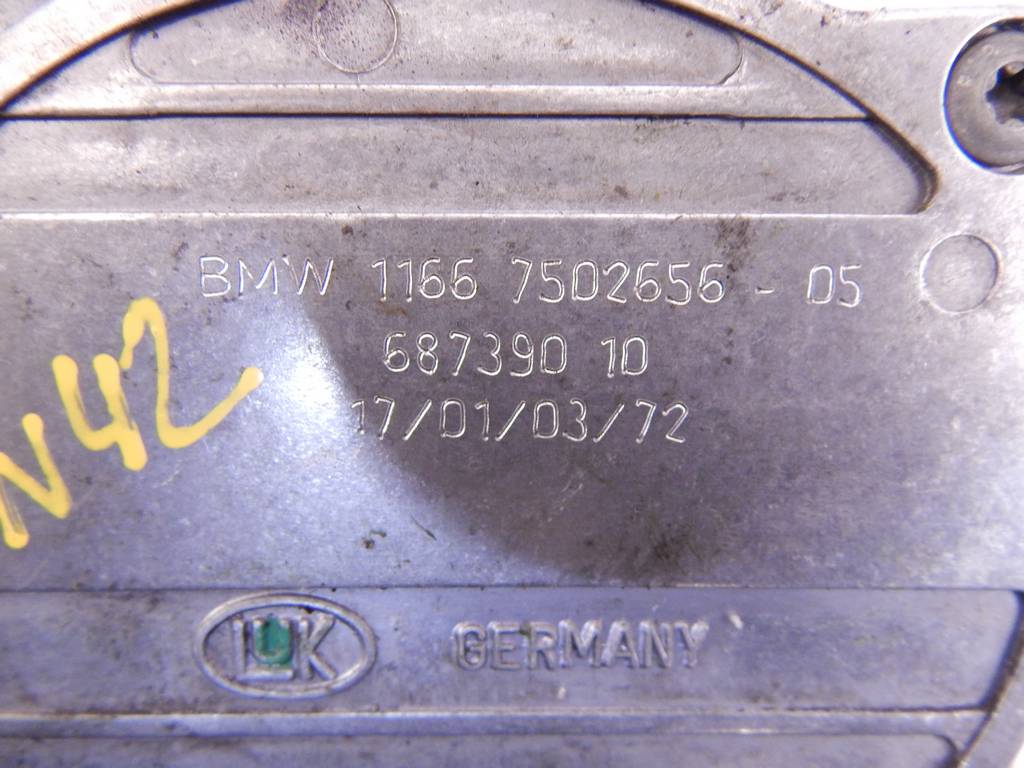 BMW 1166 7502656 - 05
687390 10
17/01/03/72
N42
LUK GERMANY